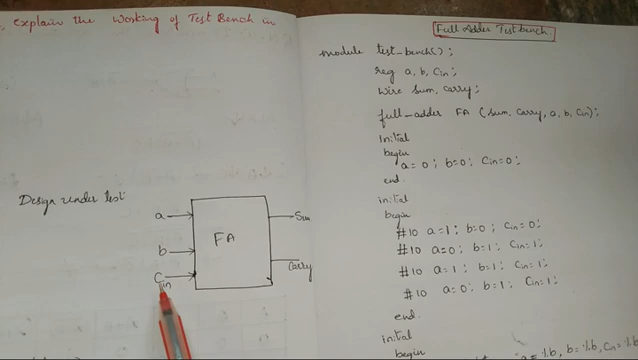 explain the Working of Test Bench in
Design under test
a
b
Cin
FA
Sum
Carry
Full Adder Testbench
module test_bench();
reg a, b, Cin;
Wire Sum, Carry;
full_adder FA (Sum, Carry, a, b, Cin);
Initial
begin
a=0; b=0; Cin=0;
end
initial
begin
#10 a=1; b=0; Cin=0;
#10 a=0; b=1; Cin=1;
#10 a=1; b=1; Cin=1;
#10 a=0; b=1; Cin=1;
end
initial
begin
a=%b, b=%b, Cin=%